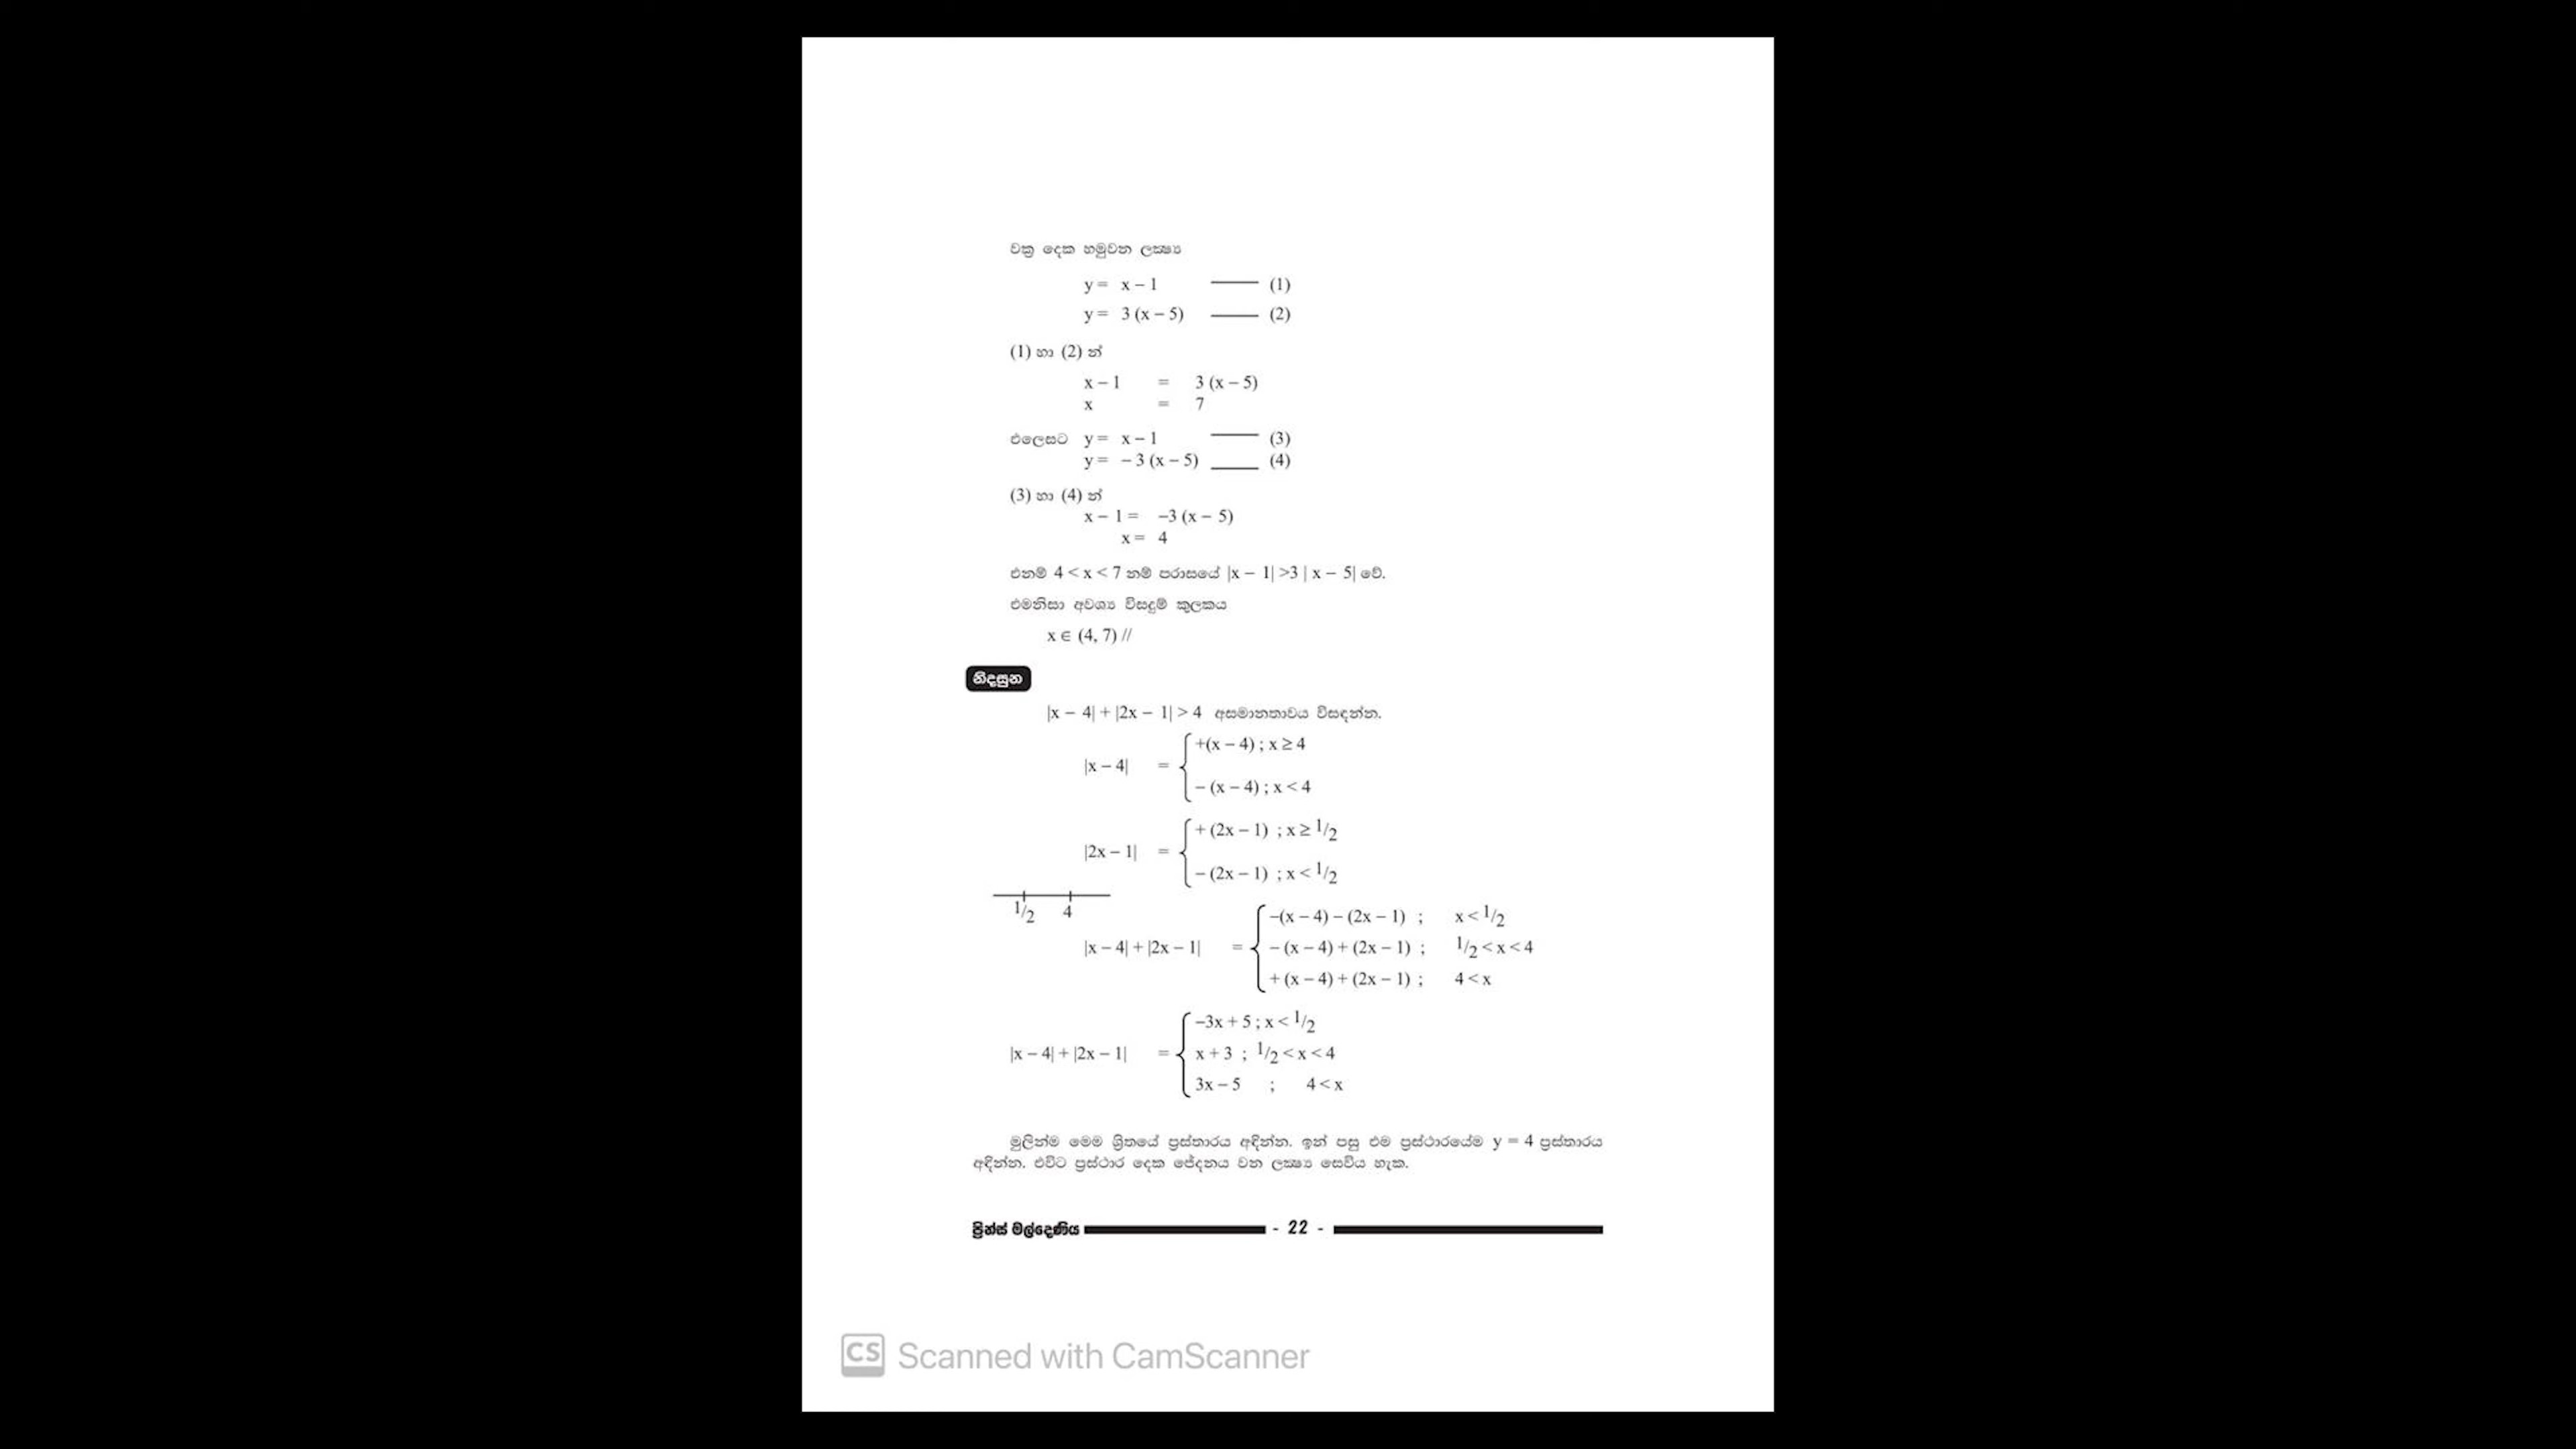 වක්‍ර දෙක හමුවන ලක්‍ෂ්‍ය
y = x – 1 (1)
y = 3 (x – 5) (2)
(1) හා (2) න්
x – 1 = 3 (x – 5)
x = 7
එලෙසට y = x – 1 (3)
y = – 3 (x – 5) (4)
(3) හා (4) න්
x – 1 = –3 (x – 5)
x = 4
එනම් 4 < x < 7 නම් පරාසයේ |x – 1| >3 | x – 5| වේ.
එමනිසා අවශ්‍ය විසදුම් කුලකය
x ∈ (4, 7) //
නිදසුන
|x – 4| + |2x – 1| > 4 අසමානතාවය විසඳන්න.
+(x – 4) ; x ≥ 4
|x – 4| =
– (x – 4) ; x < 4
+ (2x – 1) ; x ≥ 1/2
|2x – 1| =
– (2x – 1) ; x < 1/2
1/2 4
–(x – 4) – (2x – 1) ; x < 1/2
|x – 4| + |2x – 1| = – (x – 4) + (2x – 1) ; 1/2 < x < 4
+ (x – 4) + (2x – 1) ; 4 < x
–3x + 5 ; x < 1/2
|x – 4| + |2x – 1| = x + 3 ; 1/2 < x < 4
3x – 5 ; 4 < x
මුලින්ම මෙම ශ්‍රිතයේ ප්‍රස්තාරය අඳින්න. ඉන් පසු එම ප්‍රස්ථාරයේම y = 4 ප්‍රස්තාරය
අඳින්න. එවිට ප්‍රස්ථාර දෙක ඡේදනය වන ලක්‍ෂ්‍ය සෙවිය හැක.
ප්‍රින්ස් මල්දෙණිය - 22 -
CS Scanned with CamScanner